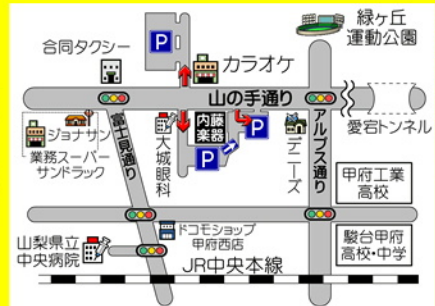 緑ヶ丘
運動公園
合同タクシー
P
カラオケ
山の手通り
愛宕トンネル
ジョナサン
業務スーパー
サンドラック
富士見通り
大城眼科
内藤
楽器
P
P
デニーズ
アルプス通り
甲府工業
高校
ドコモショップ
甲府西店
駿台甲府
高校・中学
山梨県立
中央病院
JR中央本線